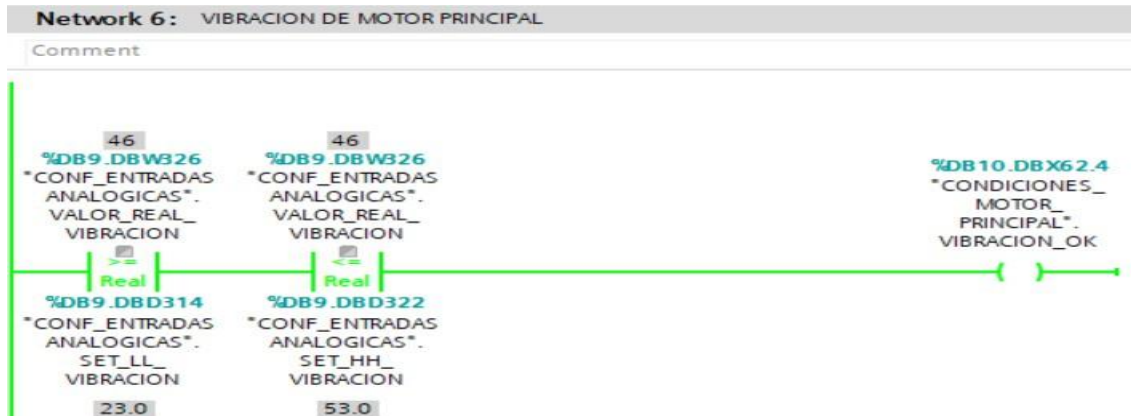 Network 6: VIBRACION DE MOTOR PRINCIPAL
Comment
46
%DB9.DBW326
"CONF_ENTRADAS
ANALOGICAS".
VALOR_REAL_
VIBRACION
>=
Real
%DB9.DBD314
"CONF_ENTRADAS
ANALOGICAS".
SET_LL_
VIBRACION
23.0
46
%DB9.DBW326
"CONF_ENTRADAS
ANALOGICAS".
VALOR_REAL_
VIBRACION
<=
Real
%DB9.DBD322
"CONF_ENTRADAS
ANALOGICAS".
SET_HH_
VIBRACION
53.0
%DB10.DBX62.4
"CONDICIONES_
MOTOR_
PRINCIPAL".
VIBRACION_OK